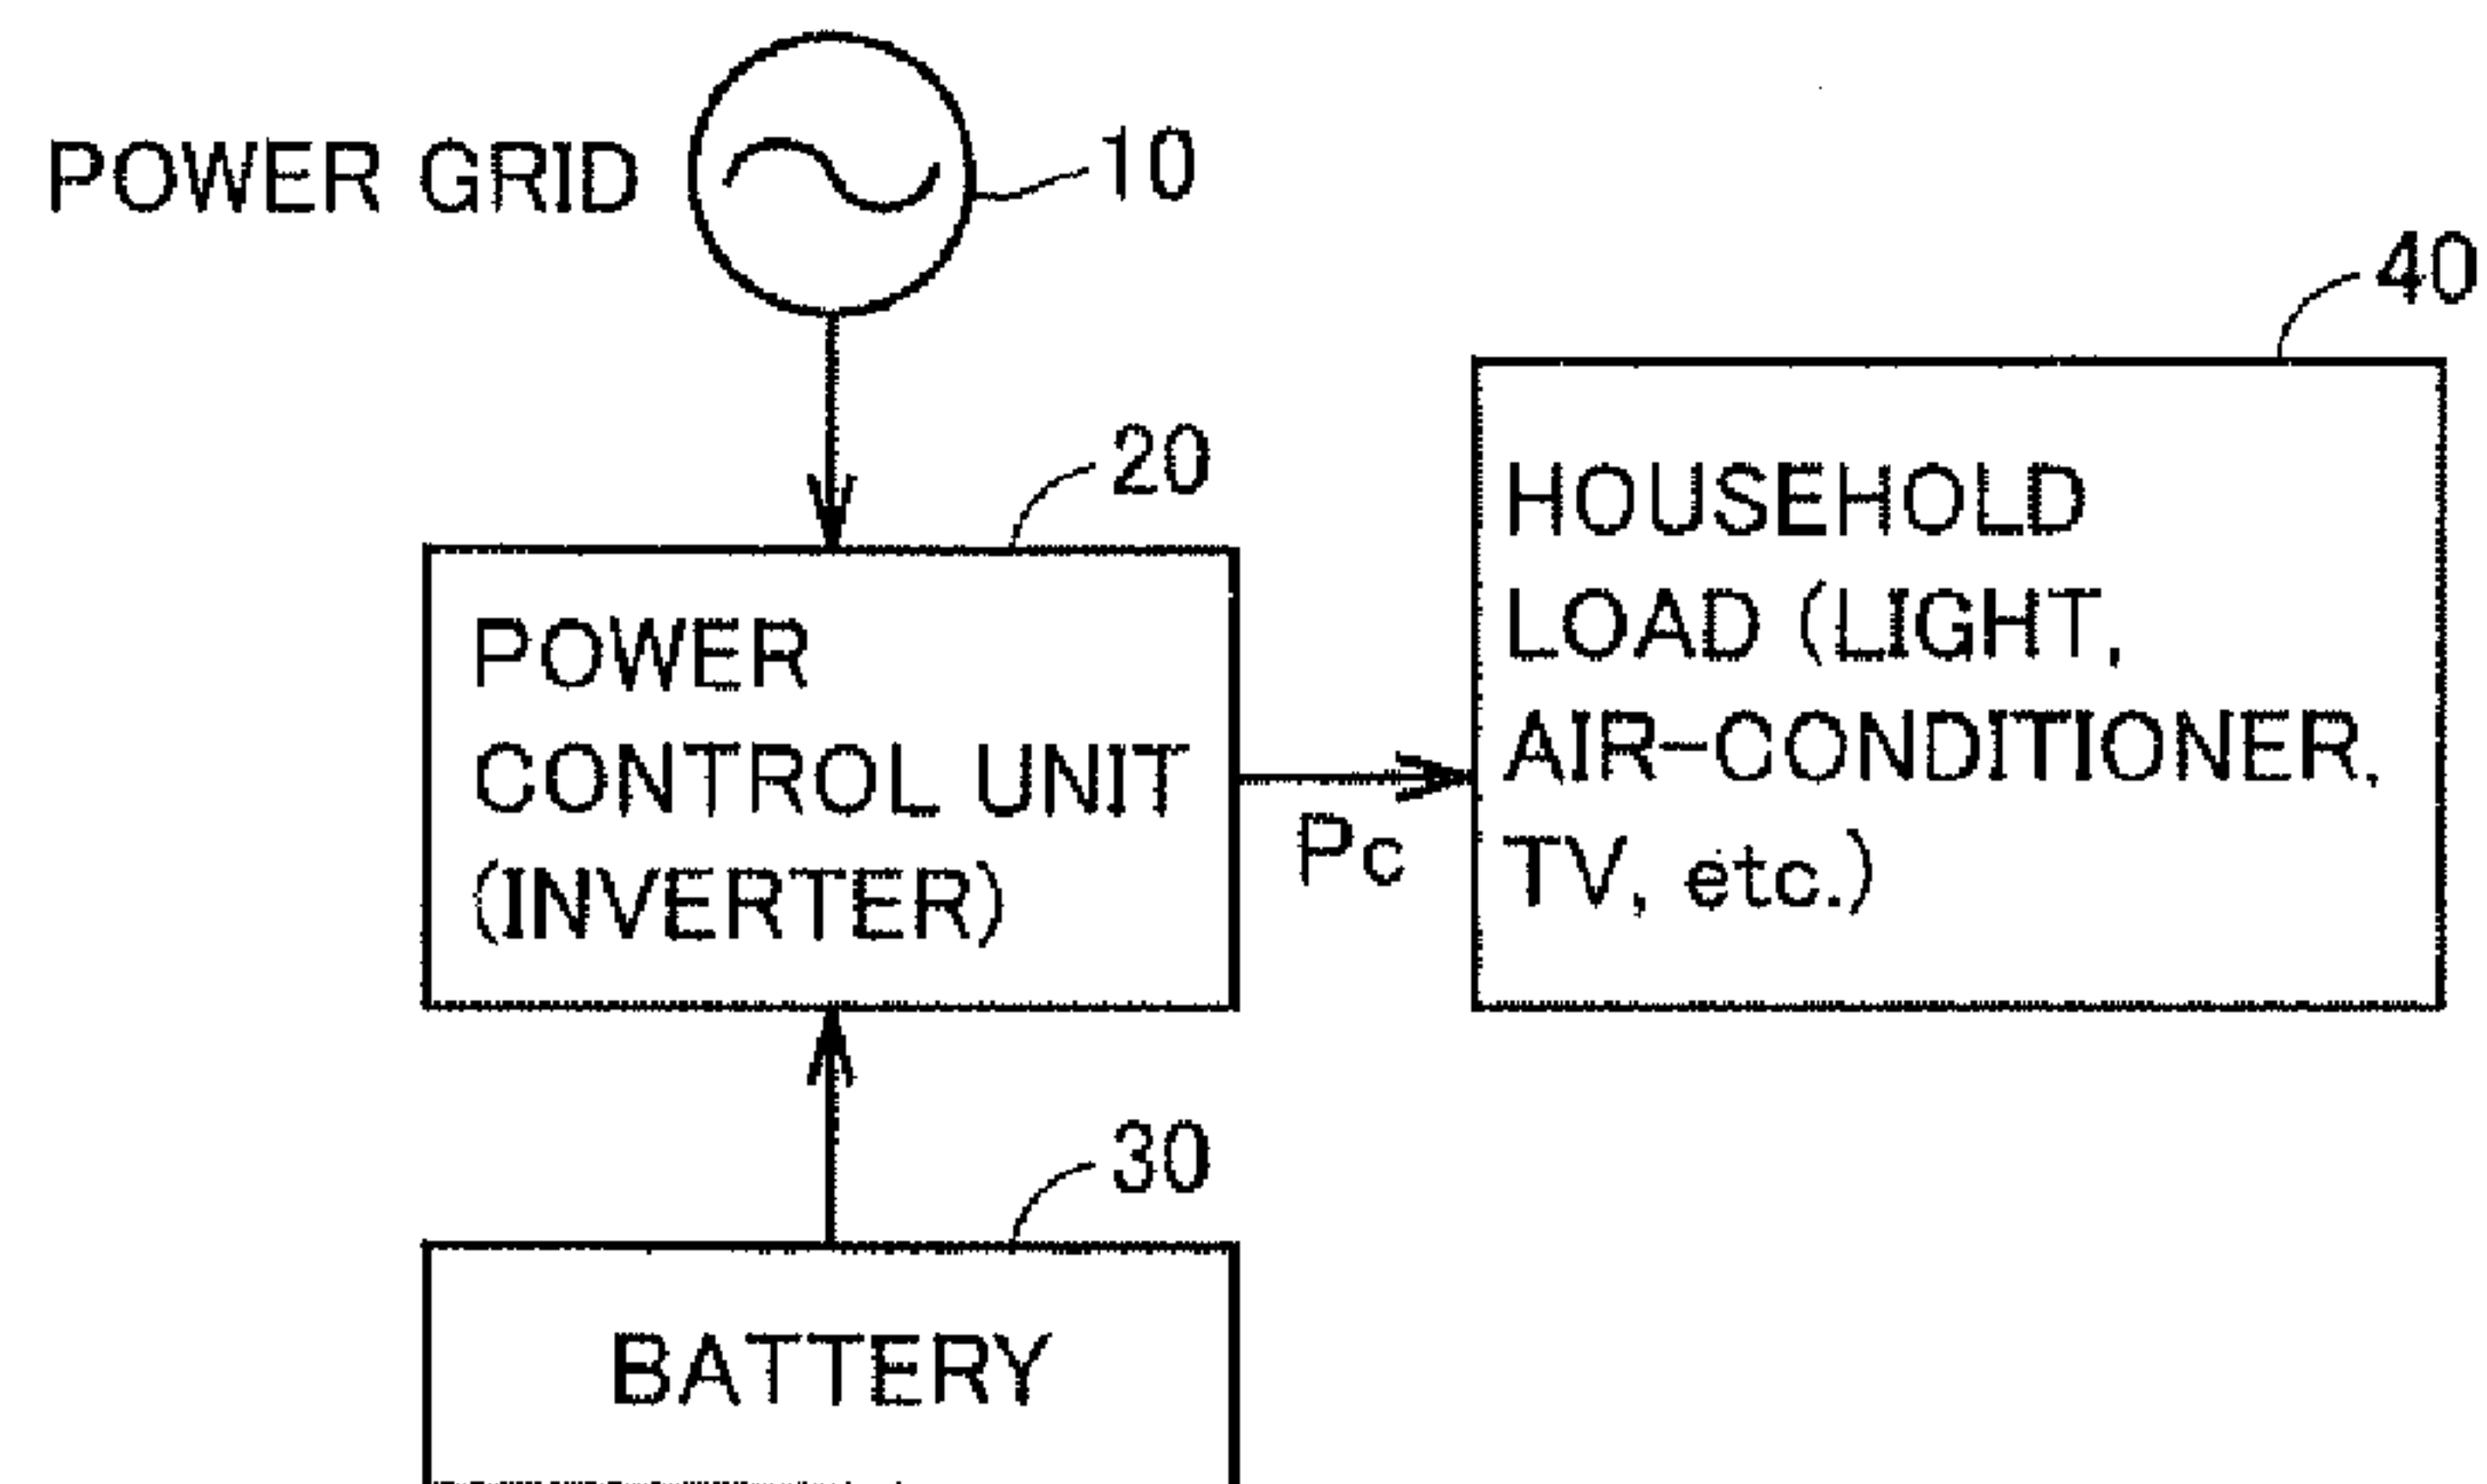 POWER GRID
10
40
20
HOUSEHOLD
LOAD (LIGHT,
AIR-CONDITIONER,
TV, etc.)
POWER
CONTROL UNIT
(INVERTER)
Pc
30
BATTERY